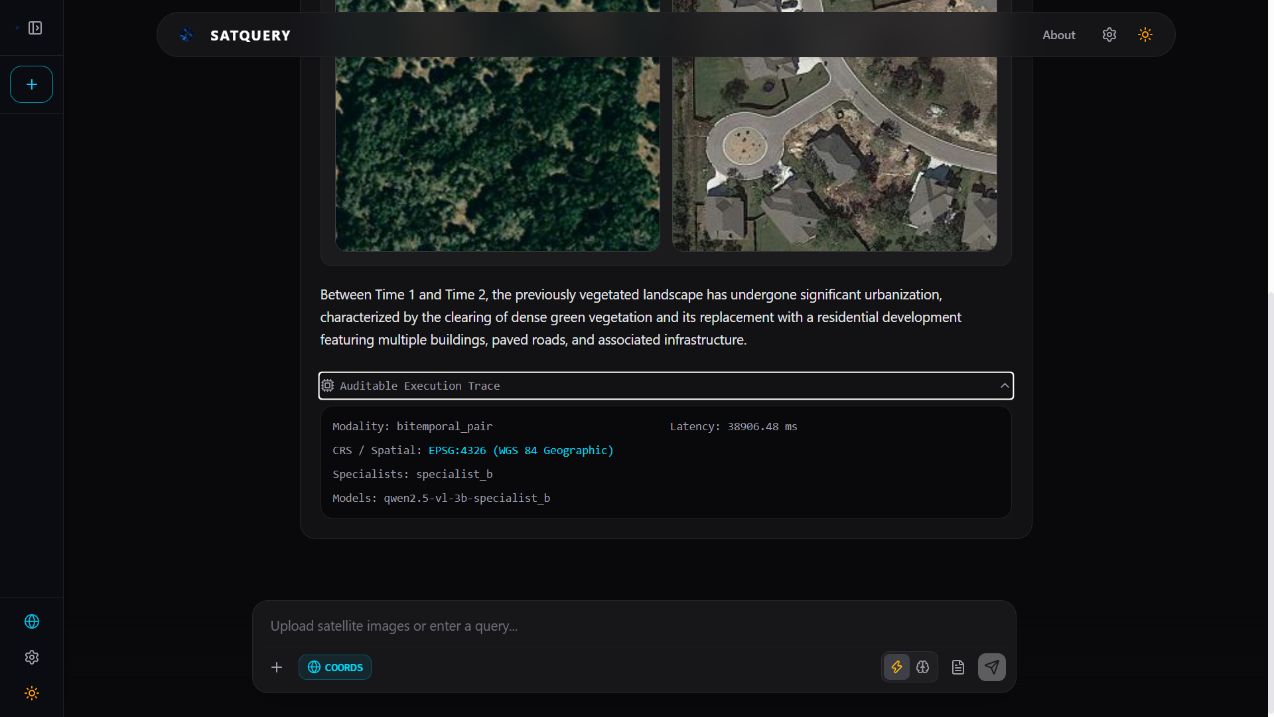 SATQUERY
About
Between Time 1 and Time 2, the previously vegetated landscape has undergone significant urbanization,
characterized by the clearing of dense green vegetation and its replacement with a residential development
featuring multiple buildings, paved roads, and associated infrastructure.
Auditable Execution Trace
Modality: bitemporal_pair
Latency: 38906.48 ms
CRS / Spatial: EPSG:4326 (WGS 84 Geographic)
Specialists: specialist_b
Models: qwen2.5-vl-3b-specialist_b
Upload satellite images or enter a query...
COORDS